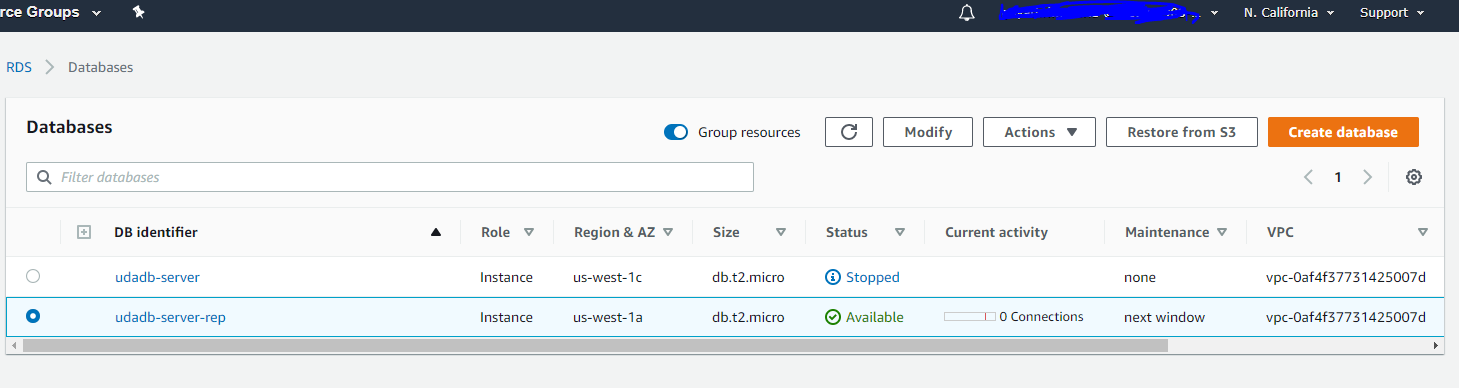 rce Groups
N. California
Support
RDS
Databases
Databases
Group resources
Modify
Actions
Restore from S3
Create database
Filter databases
1
DB identifier Role Region & AZ Size Status Current activity Maintenance VPC
udadb-server Instance us-west-1c db.t2.micro Stopped none vpc-0af4f37731425007d
udadb-server-rep Instance us-west-1a db.t2.micro Available 0 Connections next window vpc-0af4f37731425007d